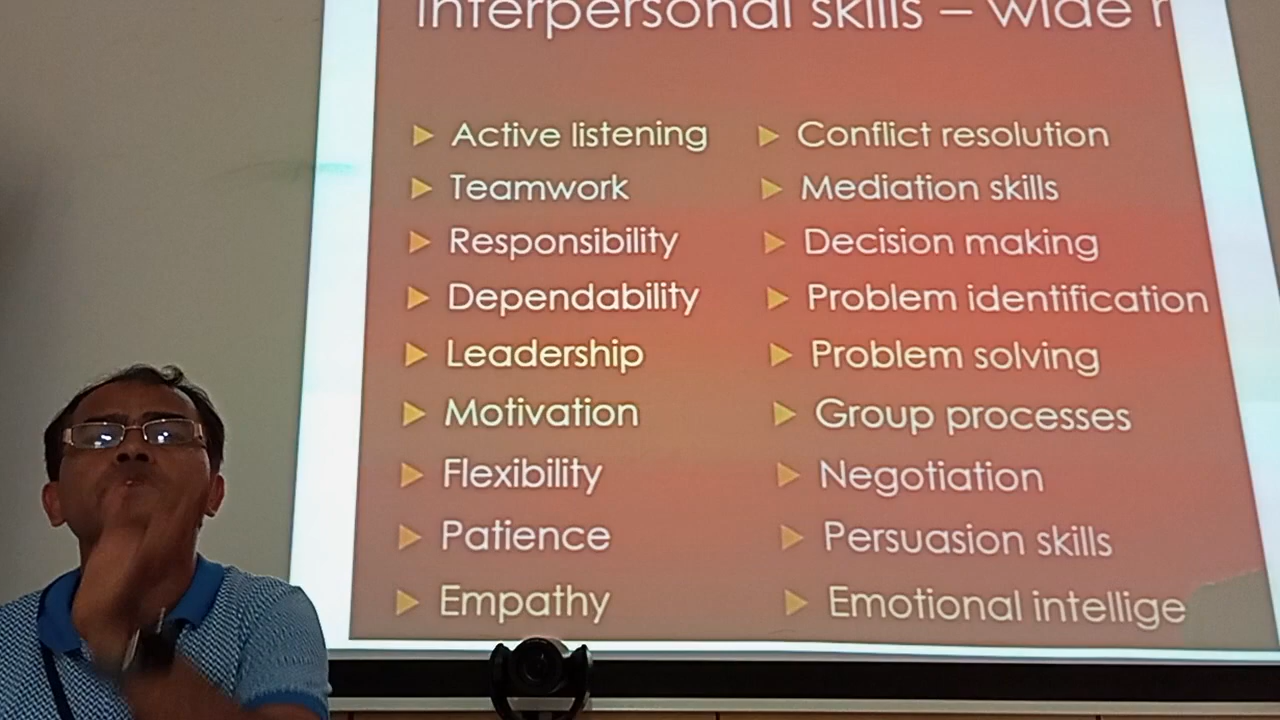 Interpersonal skills – wide r
Active listening
Teamwork
Responsibility
Dependability
Leadership
Motivation
Flexibility
Patience
Empathy
Conflict resolution
Mediation skills
Decision making
Problem identification
Problem solving
Group processes
Negotiation
Persuasion skills
Emotional intellige